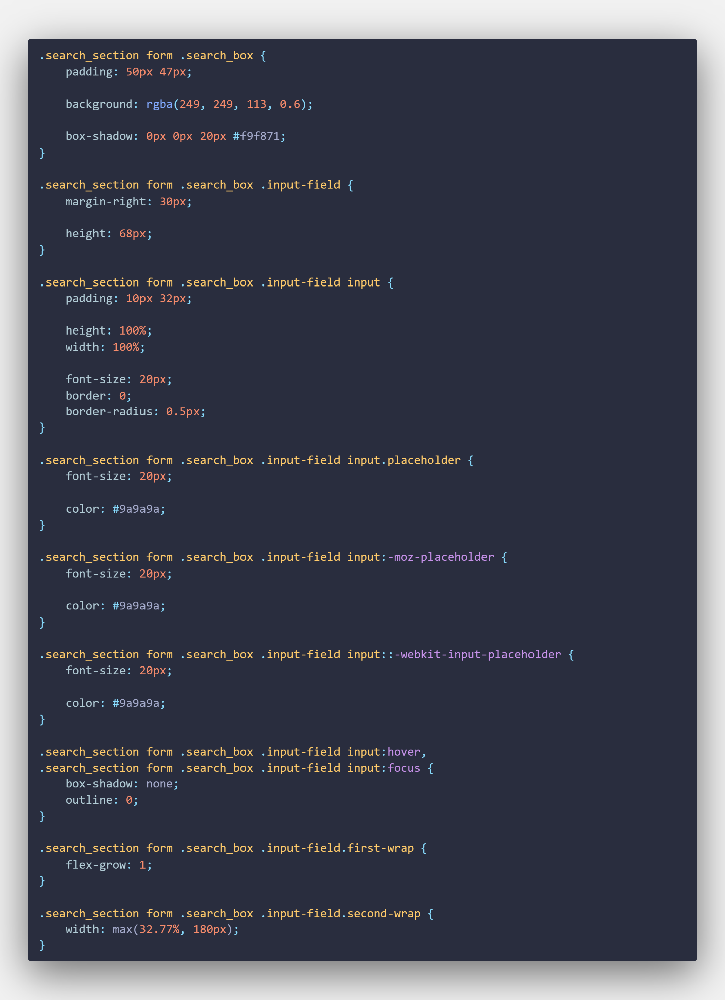 .search_section form .search_box {
    padding: 50px 47px;

    background: rgba(249, 249, 113, 0.6);

    box-shadow: 0px 0px 20px #f9f871;
}

.search_section form .search_box .input-field {
    margin-right: 30px;

    height: 68px;
}

.search_section form .search_box .input-field input {
    padding: 10px 32px;

    height: 100%;
    width: 100%;

    font-size: 20px;
    border: 0;
    border-radius: 0.5px;
}

.search_section form .search_box .input-field input.placeholder {
    font-size: 20px;

    color: #9a9a9a;
}

.search_section form .search_box .input-field input:-moz-placeholder {
    font-size: 20px;

    color: #9a9a9a;
}

.search_section form .search_box .input-field input::-webkit-input-placeholder {
    font-size: 20px;

    color: #9a9a9a;
}

.search_section form .search_box .input-field input:hover,
.search_section form .search_box .input-field input:focus {
    box-shadow: none;
    outline: 0;
}

.search_section form .search_box .input-field.first-wrap {
    flex-grow: 1;
}

.search_section form .search_box .input-field.second-wrap {
    width: max(32.77%, 180px);
}